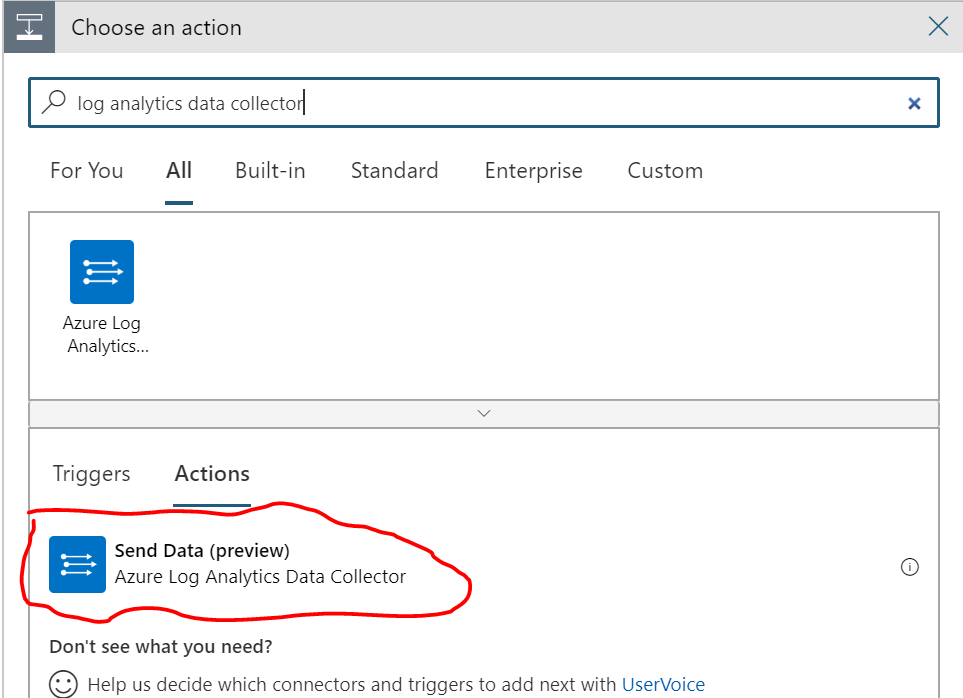 Choose an action
log analytics data collector
For You All Built-in Standard Enterprise Custom
Azure Log
Analytics...
Triggers Actions
Send Data (preview)
Azure Log Analytics Data Collector
Don't see what you need?
Help us decide which connectors and triggers to add next with UserVoice